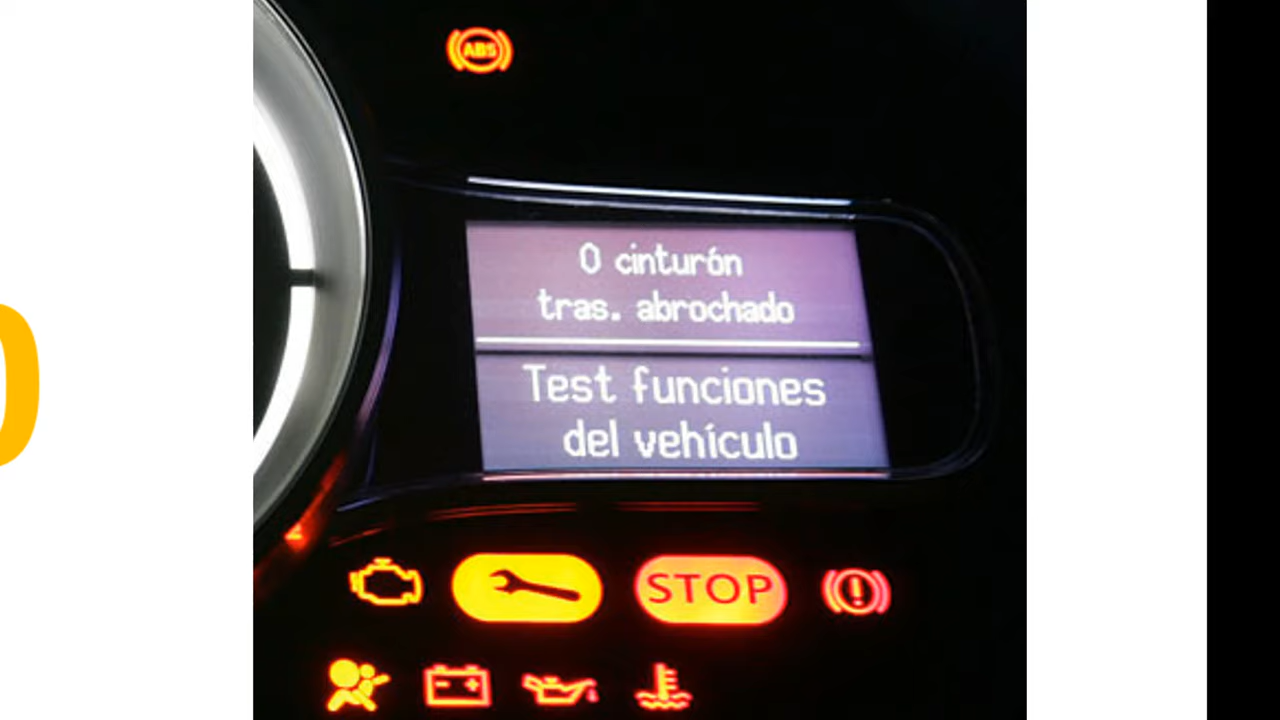 ABS
0 cinturón
tras. abrochado
Test funciones
del vehículo
STOP